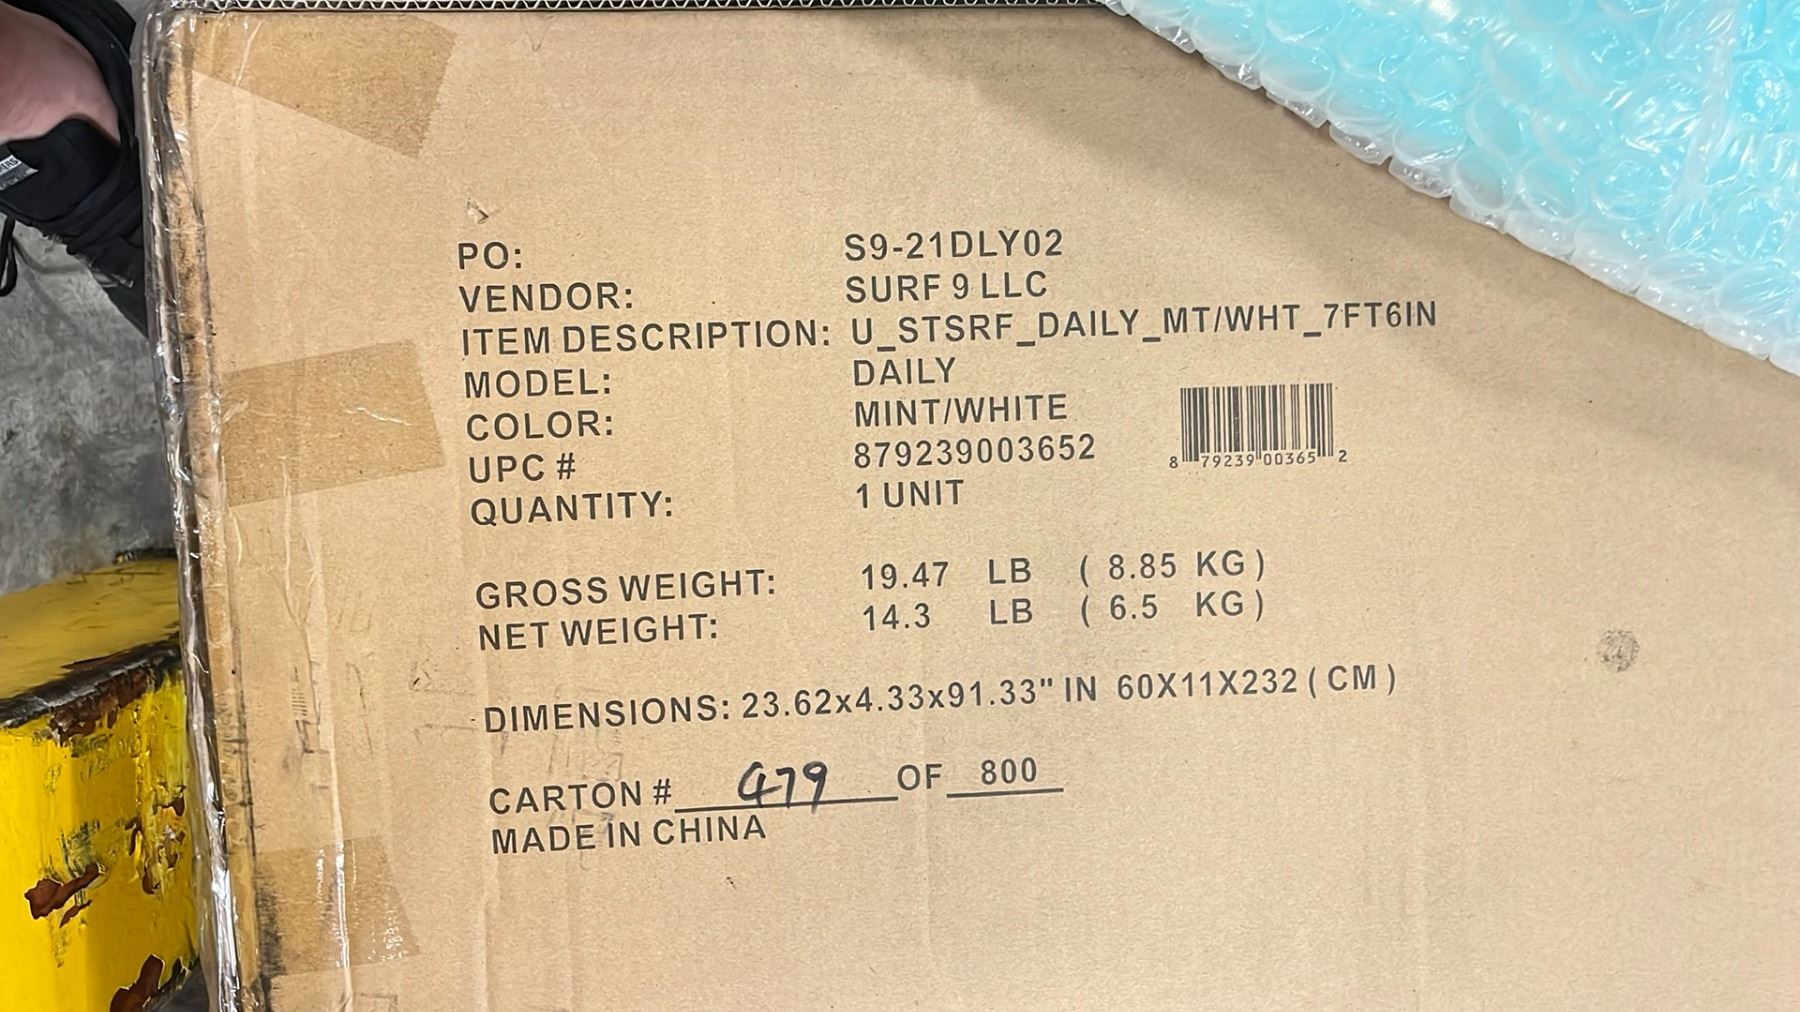 PO: S9-21DLY02
VENDOR: SURF 9 LLC
ITEM DESCRIPTION: U_STSRF_DAILY_MT/WHT_7FT6IN
MODEL: DAILY
COLOR: MINT/WHITE
UPC # 879239003652
8 79239 00365 2
QUANTITY: 1 UNIT
GROSS WEIGHT: 19.47 LB ( 8.85 KG )
NET WEIGHT: 14.3 LB ( 6.5 KG )
DIMENSIONS: 23.62x4.33x91.33" IN 60X11X232 ( CM )
CARTON # 479 OF 800
MADE IN CHINA